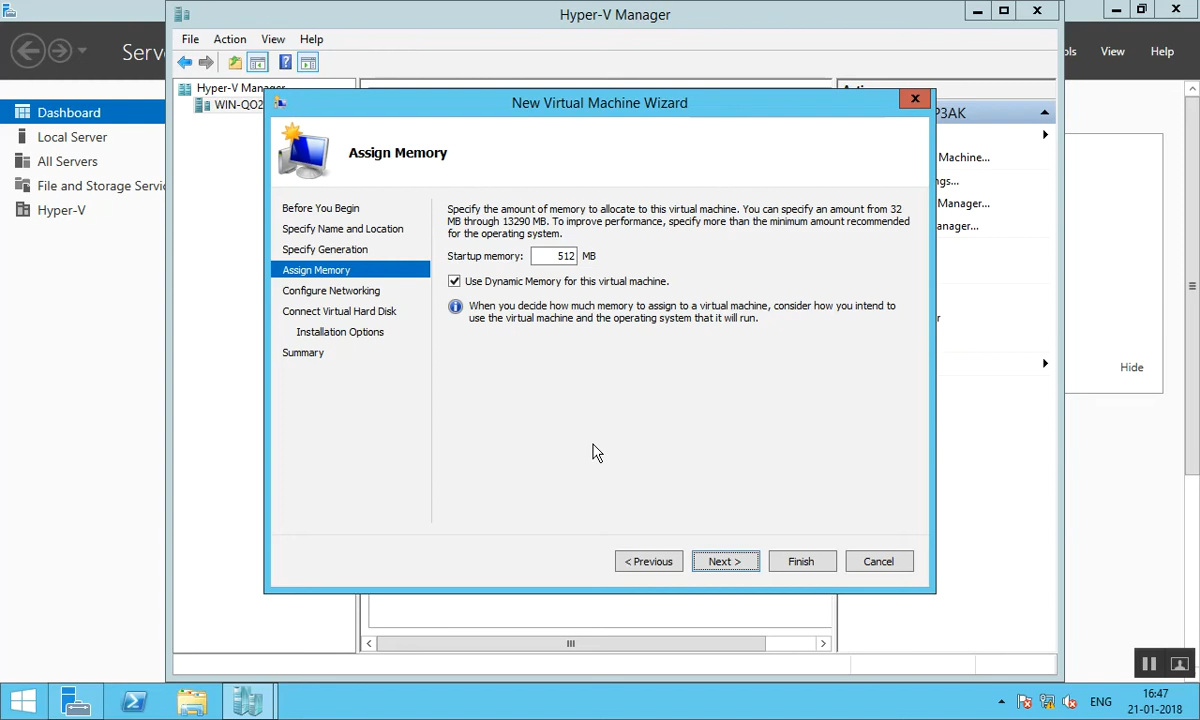 Hyper-V Manager
Serv
ols View Help
File Action View Help
Hyper-V Manager
WIN-QO2
Dashboard
Local Server
All Servers
File and Storage Servic
Hyper-V
New Virtual Machine Wizard
Assign Memory
Before You Begin
Specify Name and Location
Specify Generation
Assign Memory
Configure Networking
Connect Virtual Hard Disk
Installation Options
Summary
Specify the amount of memory to allocate to this virtual machine. You can specify an amount from 32
MB through 13290 MB. To improve performance, specify more than the minimum amount recommended
for the operating system.
Startup memory: 512 MB
Use Dynamic Memory for this virtual machine.
When you decide how much memory to assign to a virtual machine, consider how you intend to
use the virtual machine and the operating system that it will run.
< Previous Next > Finish Cancel
P3AK
Machine...
ngs...
Manager...
anager...
r
Hide
ENG
16:47
21-01-2018